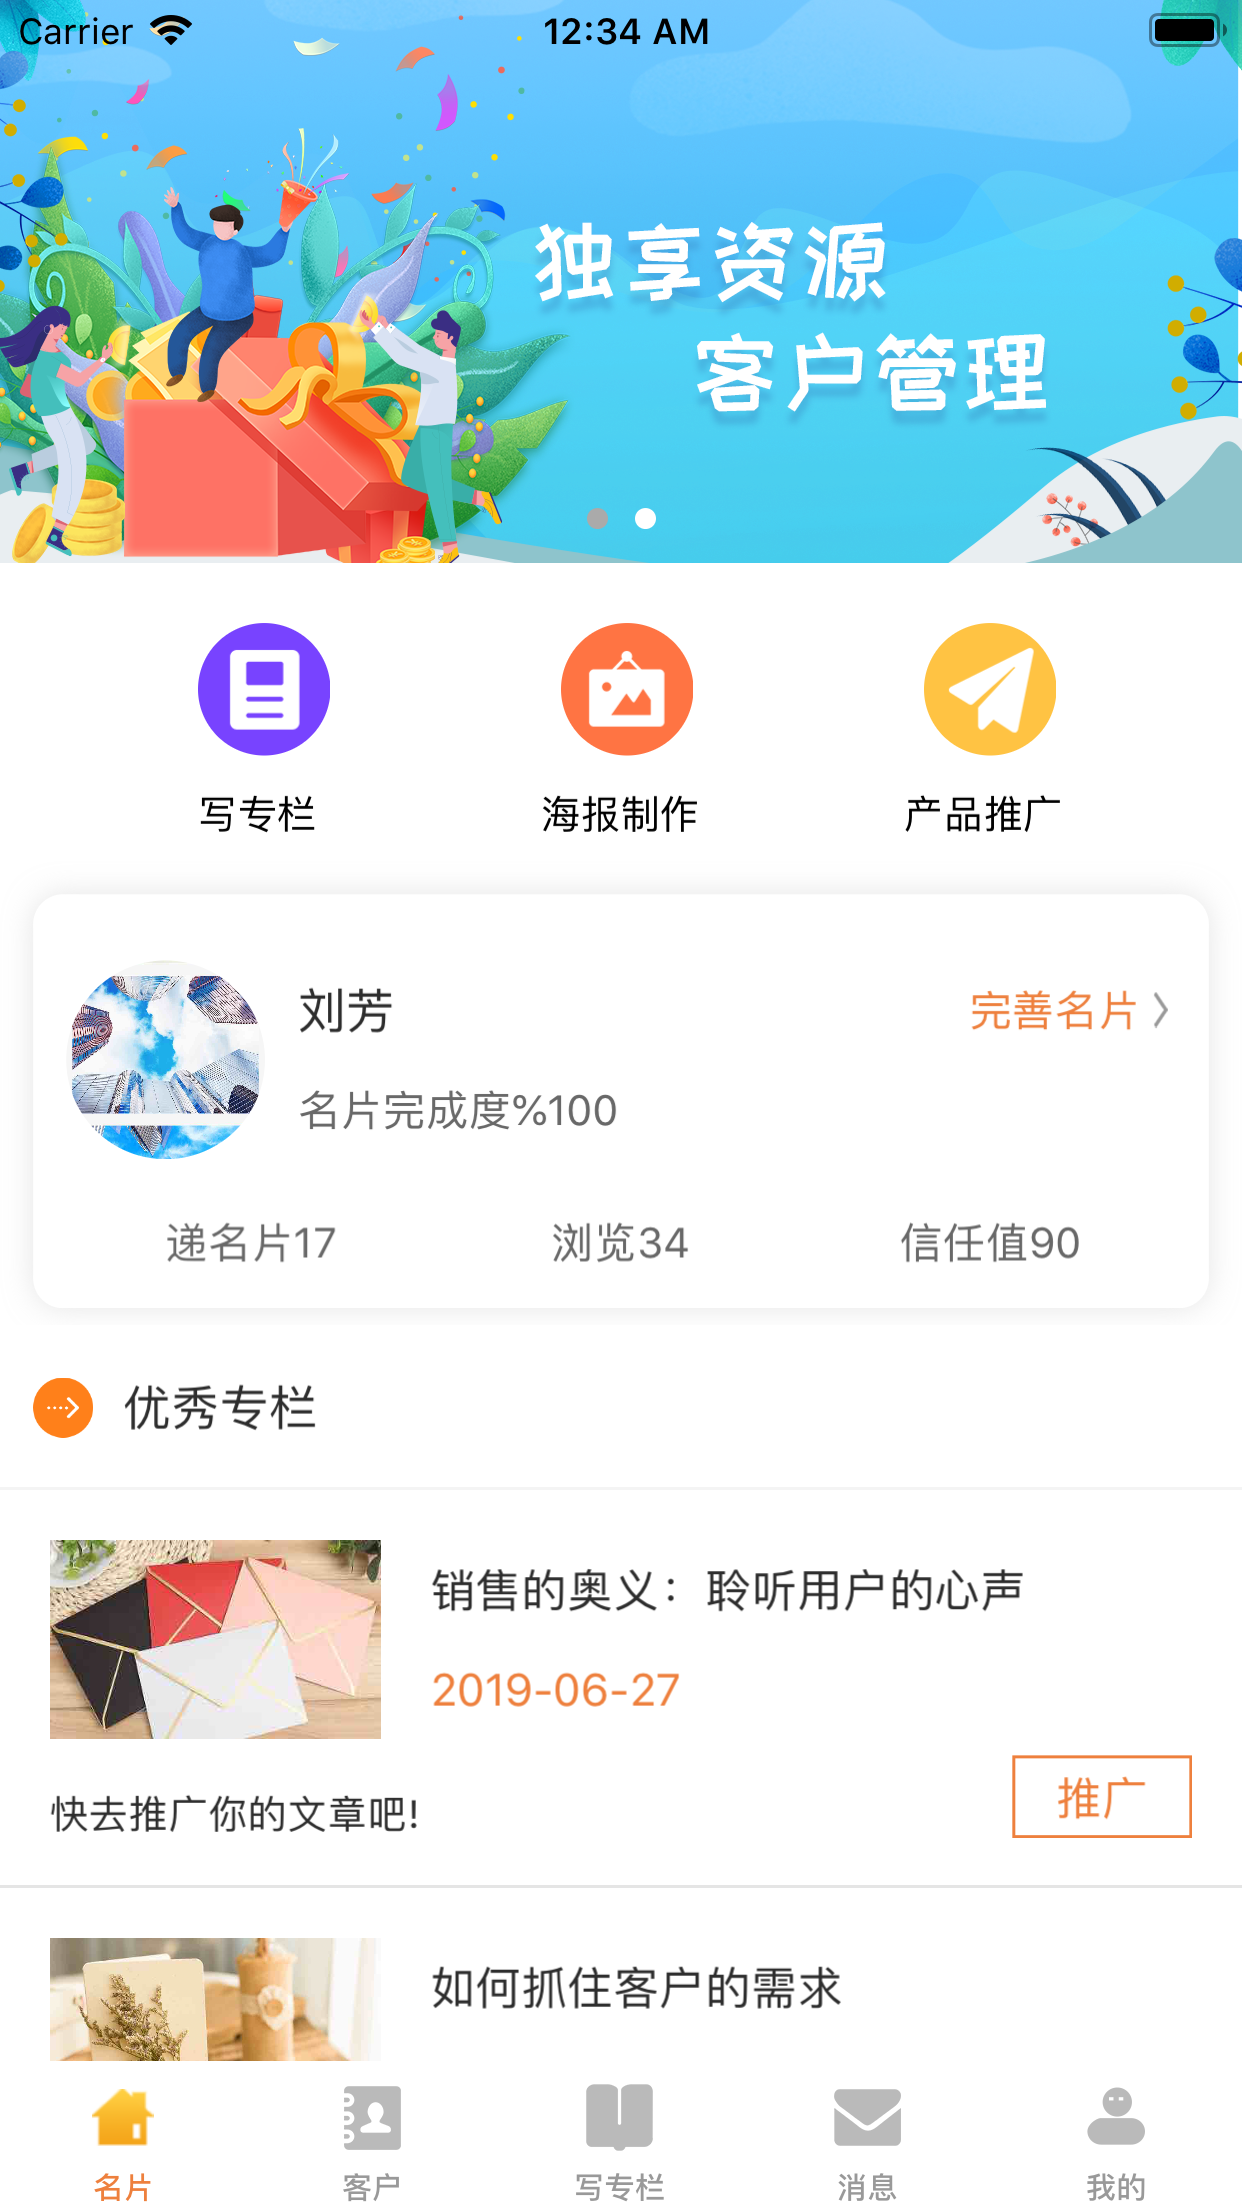 Carrier 12:34 AM
独享资源
客户管理
写专栏 海报制作 产品推广
刘芳 完善名片
名片完成度%100
递名片17 浏览34 信任值90
优秀专栏
销售的奥义：聆听用户的心声
2019-06-27
快去推广你的文章吧!
推广
如何抓住客户的需求
名片 客户 写专栏 消息 我的